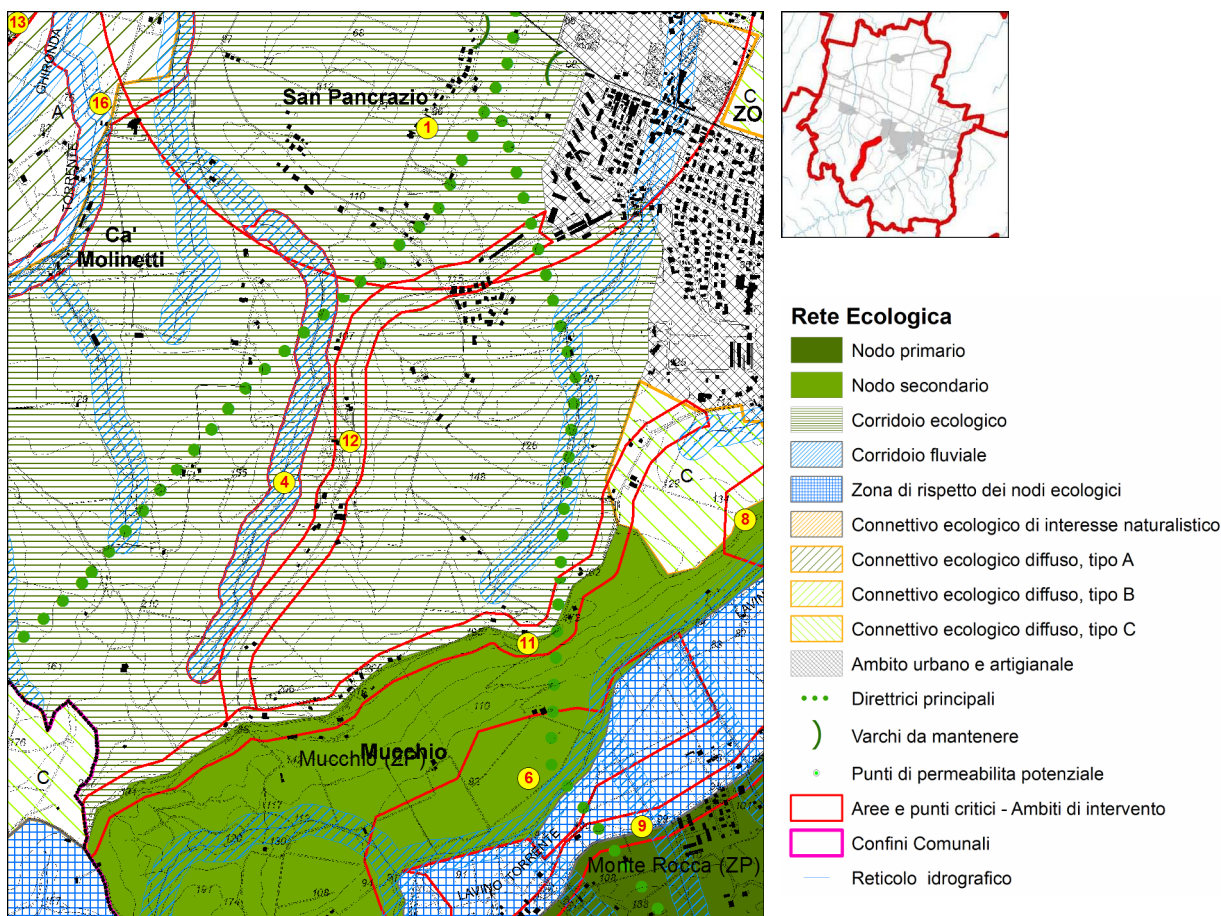 13
GHIRONDA
A
16
TORRENTE
San Pancrazio
1
C
ZO
Ca'
Molinetti
12
4
C
8
11
Mucchio
Mucchio (ZP)
6
9
C
LAVINO TORRENTE
Monte Rocca (ZP)
Rete Ecologica
Nodo primario
Nodo secondario
Corridoio ecologico
Corridoio fluviale
Zona di rispetto dei nodi ecologici
Connettivo ecologico di interesse naturalistico
Connettivo ecologico diffuso, tipo A
Connettivo ecologico diffuso, tipo B
Connettivo ecologico diffuso, tipo C
Ambito urbano e artigianale
Direttrici principali
Varchi da mantenere
Punti di permeabilita potenziale
Aree e punti critici - Ambiti di intervento
Confini Comunali
Reticolo idrografico